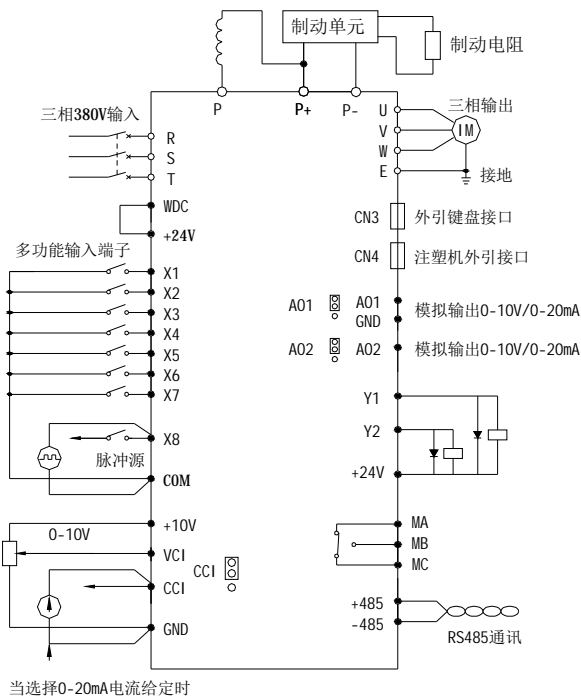 制动单元
制动电阻
P
P+
P-
三相380V输入
R
S
T
U
V
W
E
三相输出
IM
接地
WDC
+24V
CN3
外引键盘接口
CN4
注塑机外引接口
多功能输入端子
X1
X2
X3
X4
X5
X6
X7
X8
脉冲源
COM
AO1
AO1
模拟输出0-10V/0-20mA
GND
AO2
AO2
模拟输出0-10V/0-20mA
Y1
Y2
+24V
+10V
0-10V
VCI
CCI
CCI
GND
MA
MB
MC
+485
-485
RS485通讯
当选择0-20mA电流给定时